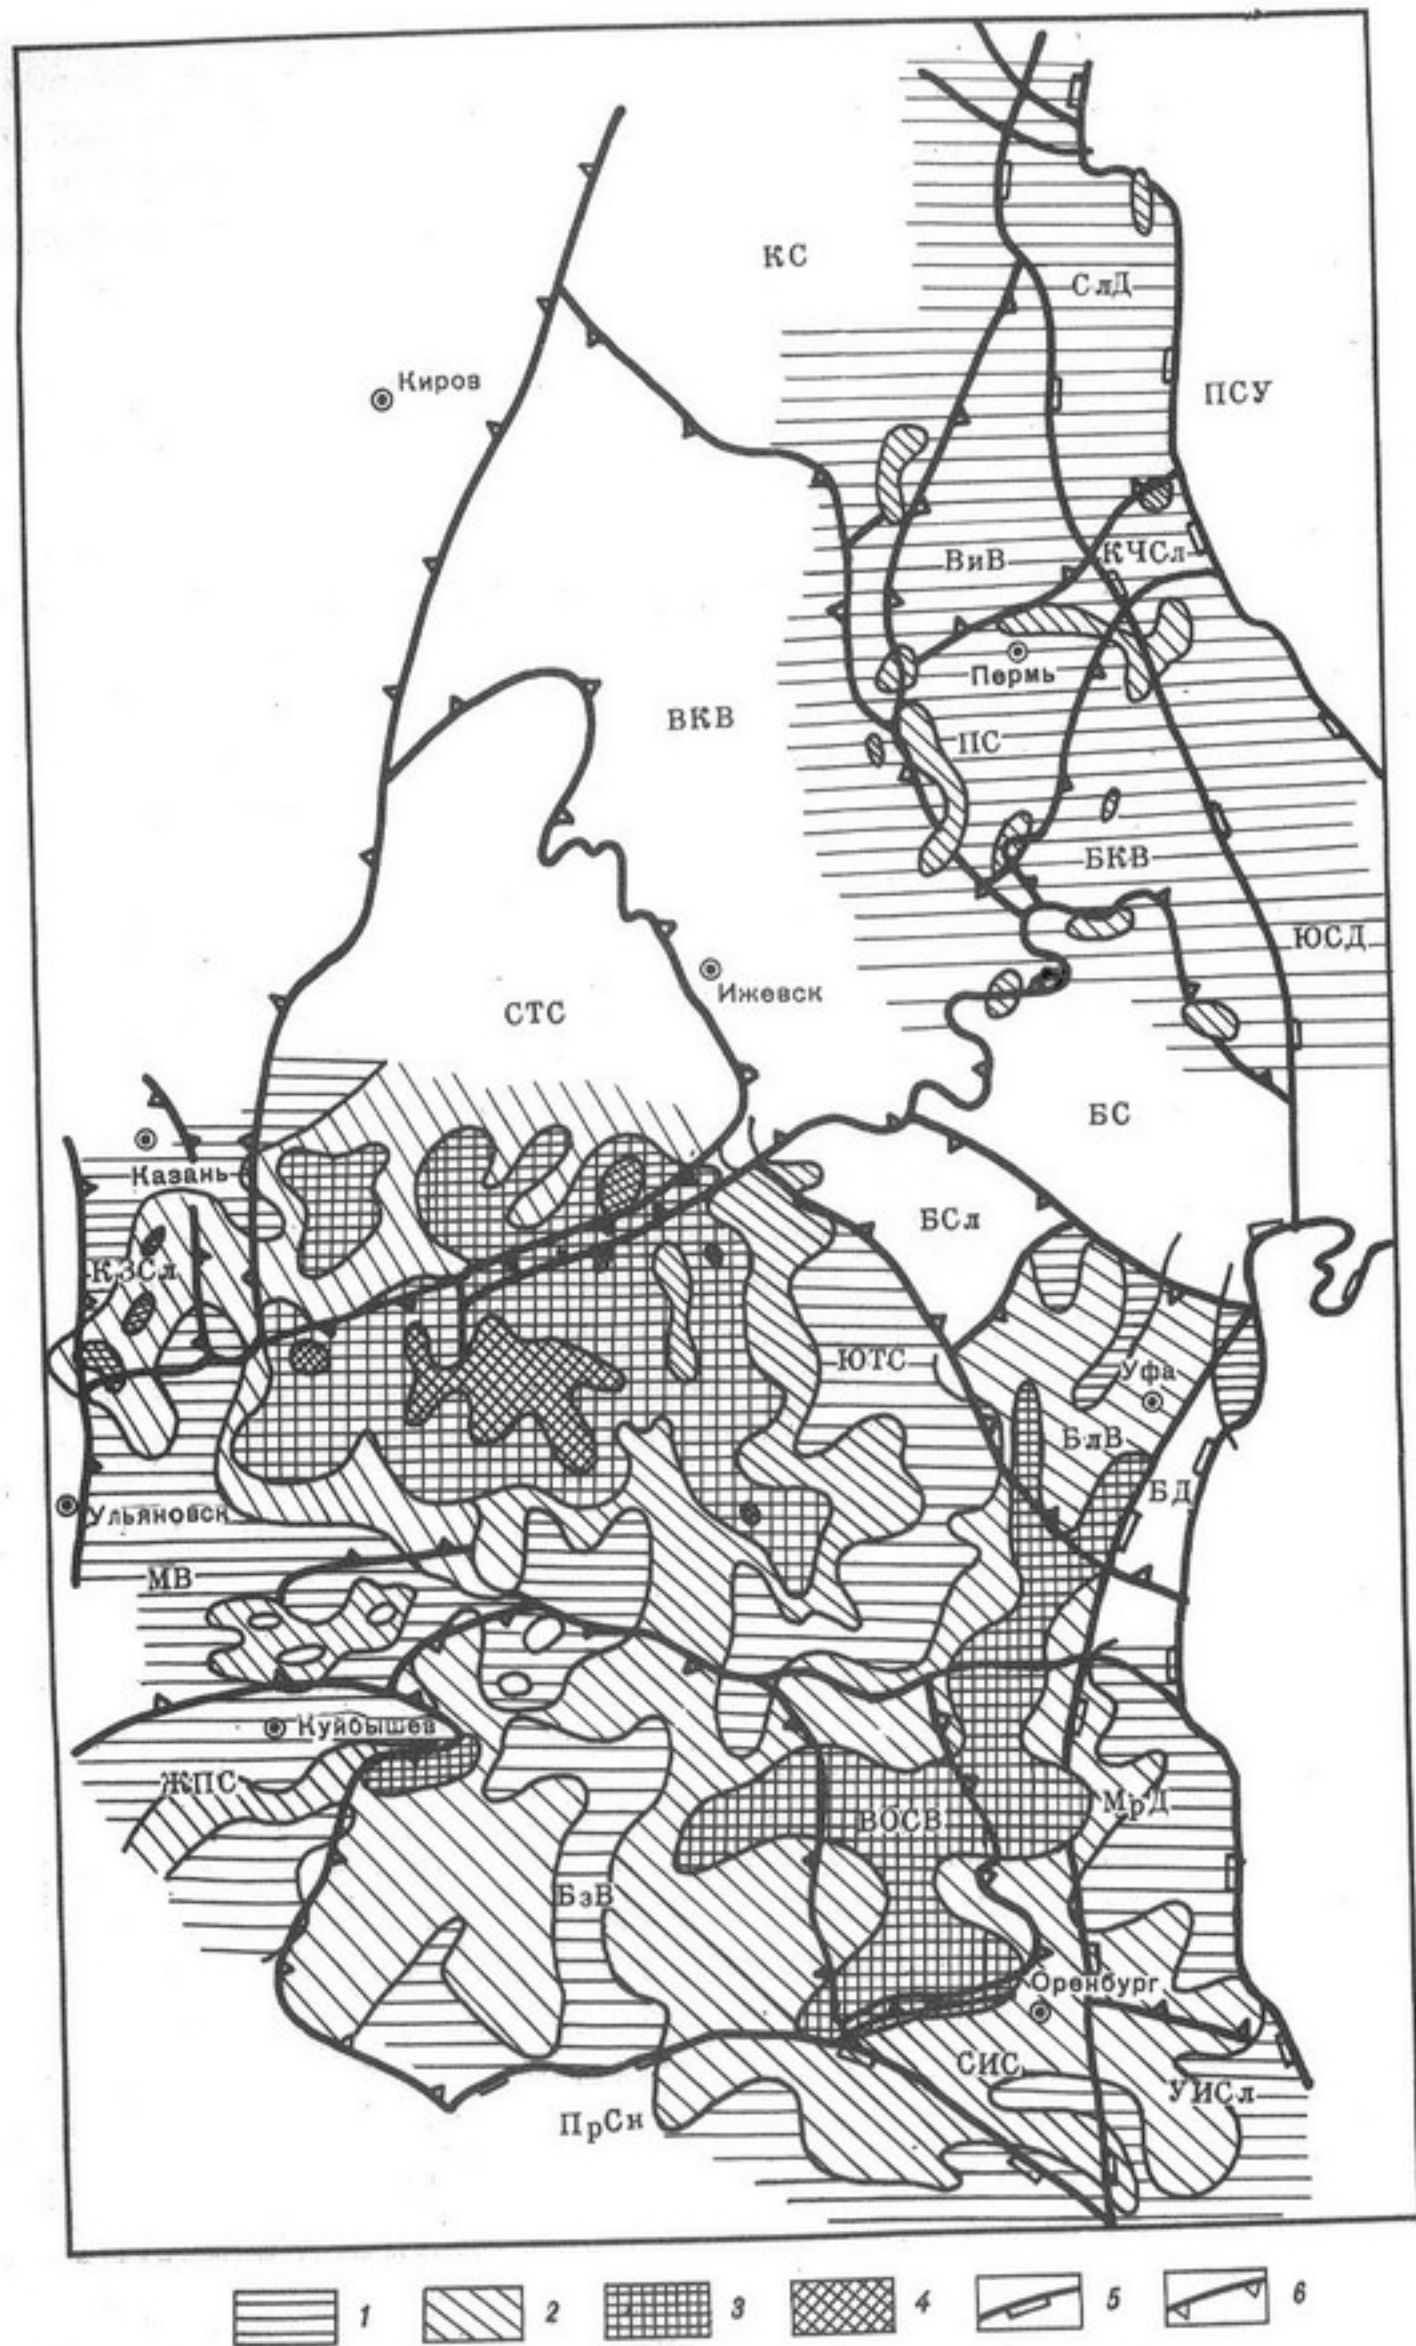 КС
СлД
Киров
ПСУ
ВиВ
КЧСл
Пермь
ВКВ
ПС
БКВ
ЮСД
Ижевск
СТС
БС
Казань
БСл
КЗСл
ЮТС
Уфа
БлВ
БД
Ульяновск
МВ
Куйбышев
ЖПС
МрД
ВОСВ
БзВ
Оренбург
СИС
УИСл
ПрСн
1 2 3 4 5 6